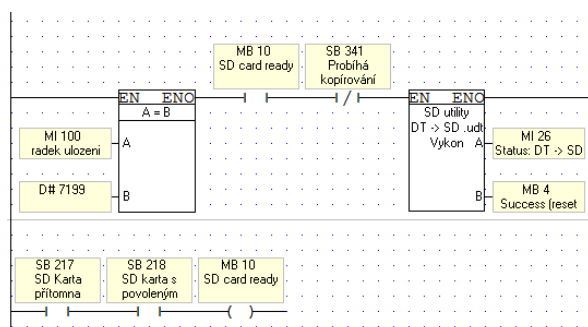 MB 10
SD card ready
SB 341
Probíhá
kopírování
EN ENO
A = B
MI 100
radek ulozeni
A
D# 7199
B
EN ENO
SD utility
DT -> SD .udt
Vykon A
MI 26
Status: DT -> SD
B
MB 4
Success (reset
SB 217
SD Karta
přítomna
SB 218
SD karta s
povoleným
MB 10
SD card ready